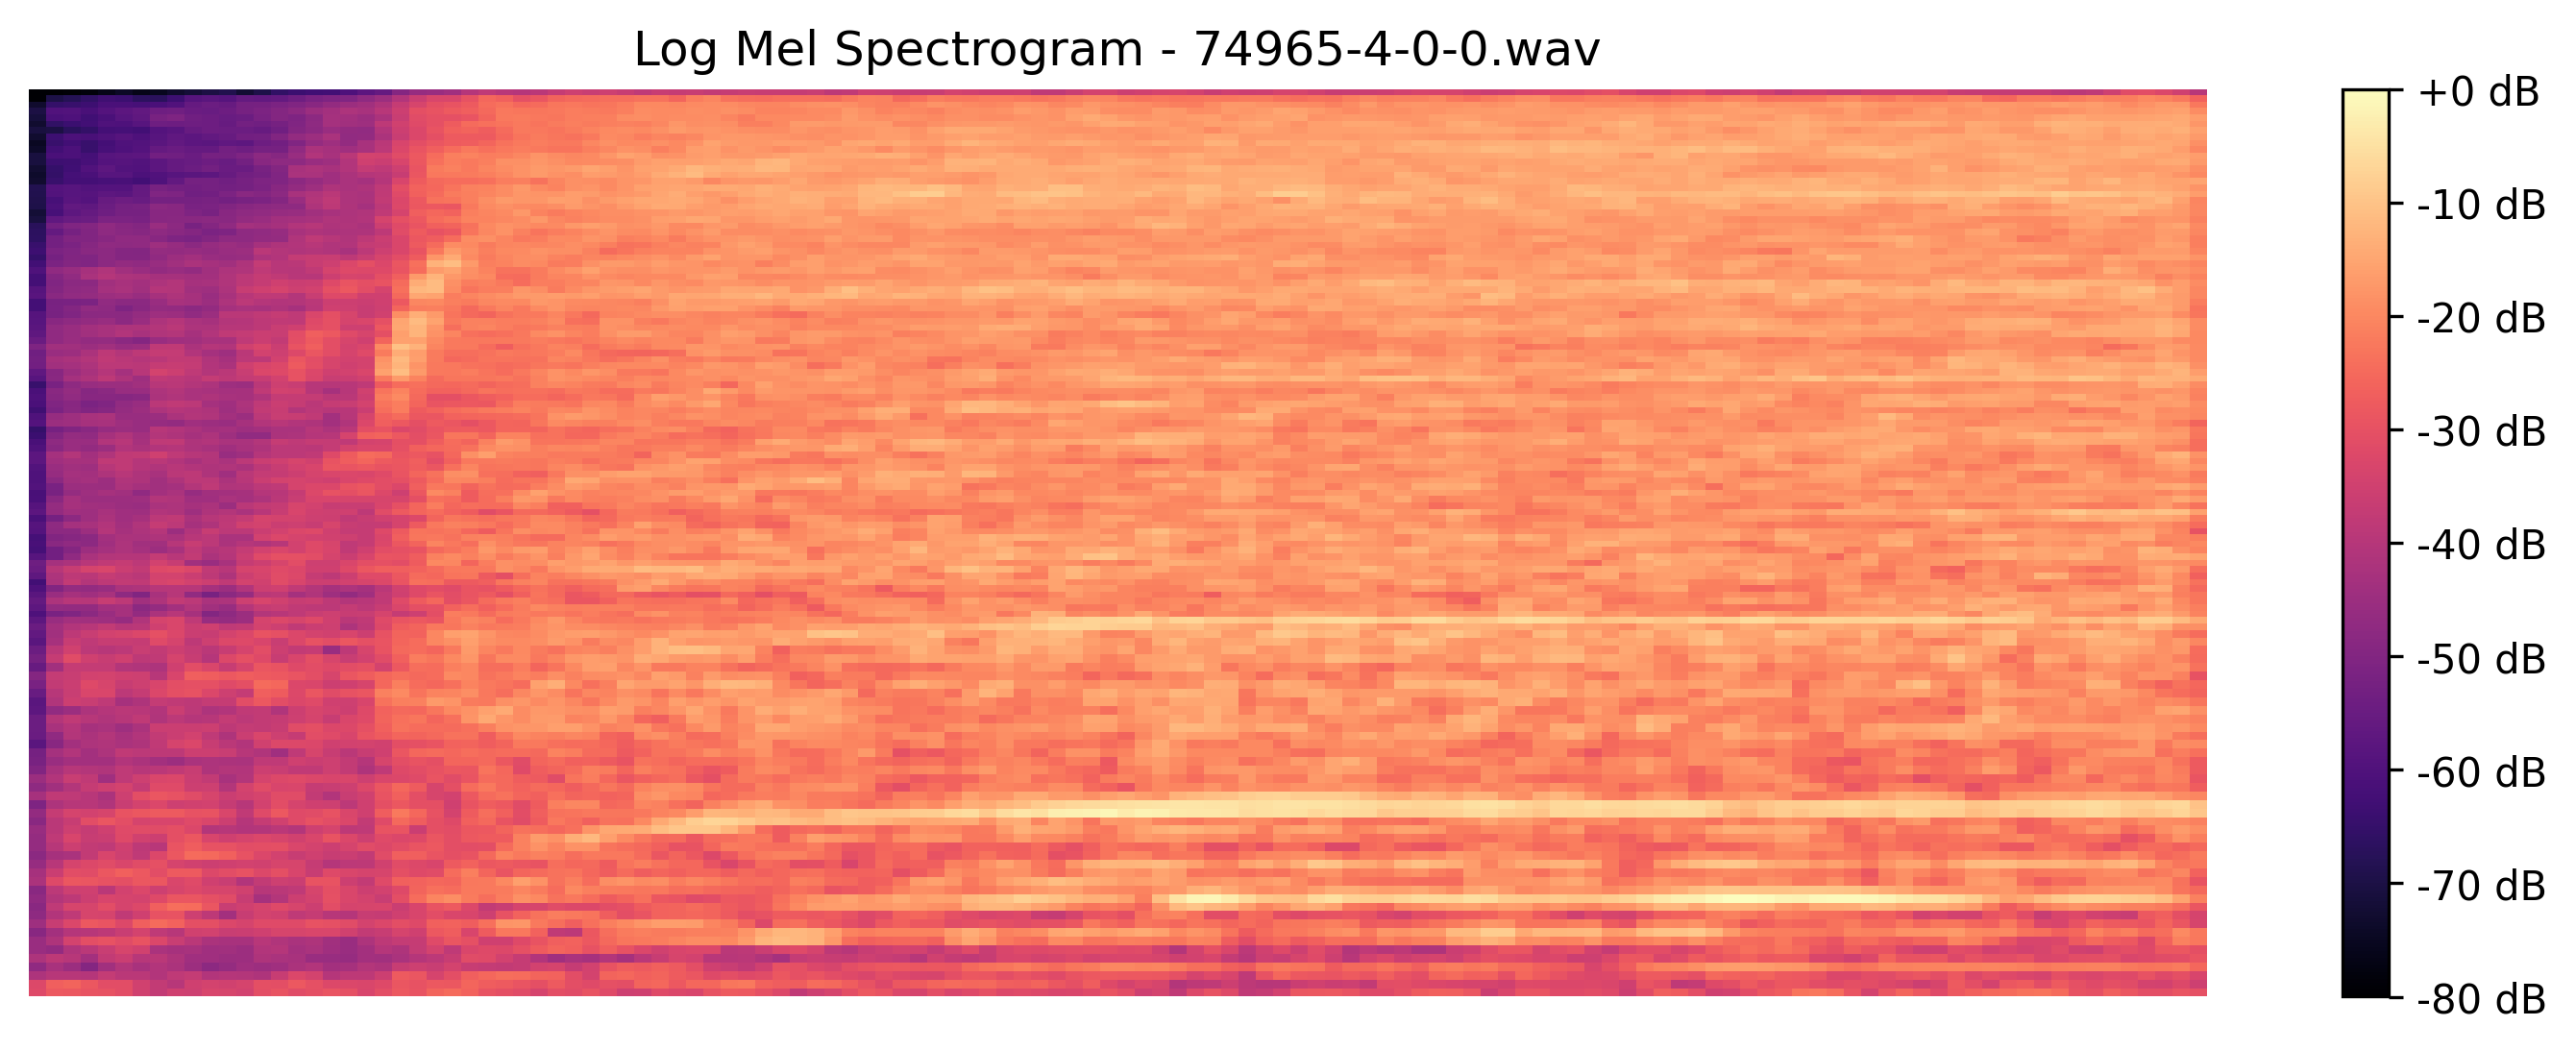 Log Mel Spectrogram - 74965-4-0-0.wav
+0 dB
-10 dB
-20 dB
-30 dB
-40 dB
-50 dB
-60 dB
-70 dB
-80 dB